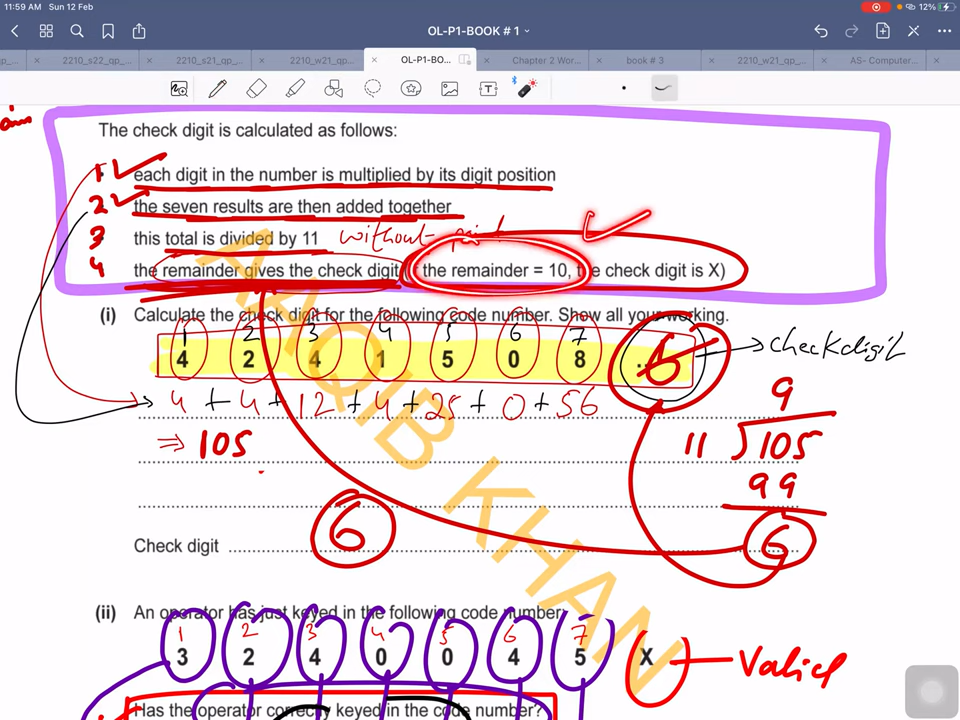 11:59 AM Sun 12 Feb
12%
OL-P1-BOOK # 1
2210_s22_qp_...
2210_s21_qp_...
2210_w21_qp_...
OL-P1-BO...
Chapter 2 Wor...
book # 3
2210_w21_qp_...
AS- Computer...
The check digit is calculated as follows:
1 each digit in the number is multiplied by its digit position
2 the seven results are then added together
3 this total is divided by 11 without
4 the remainder gives the check digit the remainder = 10, the check digit is X)
(i) Calculate the check digit for the following code number. Show all your working.
1 2 3 4 5 6 7
4 2 4 1 5 0 8 ... 6 → checkdigit
→ 4 + 4 + 12 + 4 + 25 + 0 + 56
9
⇒ 105
11 ) 105
99
6
6
Check digit
AAQIB KHAN
(ii) An operator has just keyed in the following code number:
1 2 3 4 5 6 7
3 2 4 0 0 4 5 X Valid
Has the operator correctly keyed in the code number?